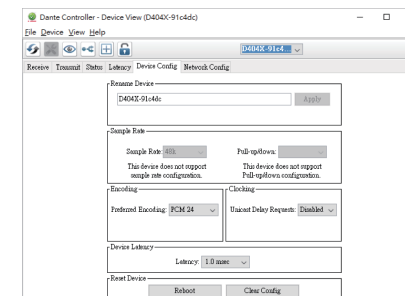 Dante Controller - Device View (D404X-91c4dc)
File Device View Help
D404X-91c4...
Receive Transmit Status Latency Device Config Network Config
Rename Device
D404X-91c4dc Apply
Sample Rate
Sample Rate: 48k Pull-up/down:
This device does not support This device does not support
sample rate configuration. Pull-up/down configuration.
Encoding Clocking
Preferred Encoding: PCM 24 Unicast Delay Requests: Disabled
Device Latency
Latency: 1.0 msec
Reset Device
Reboot Clear Config